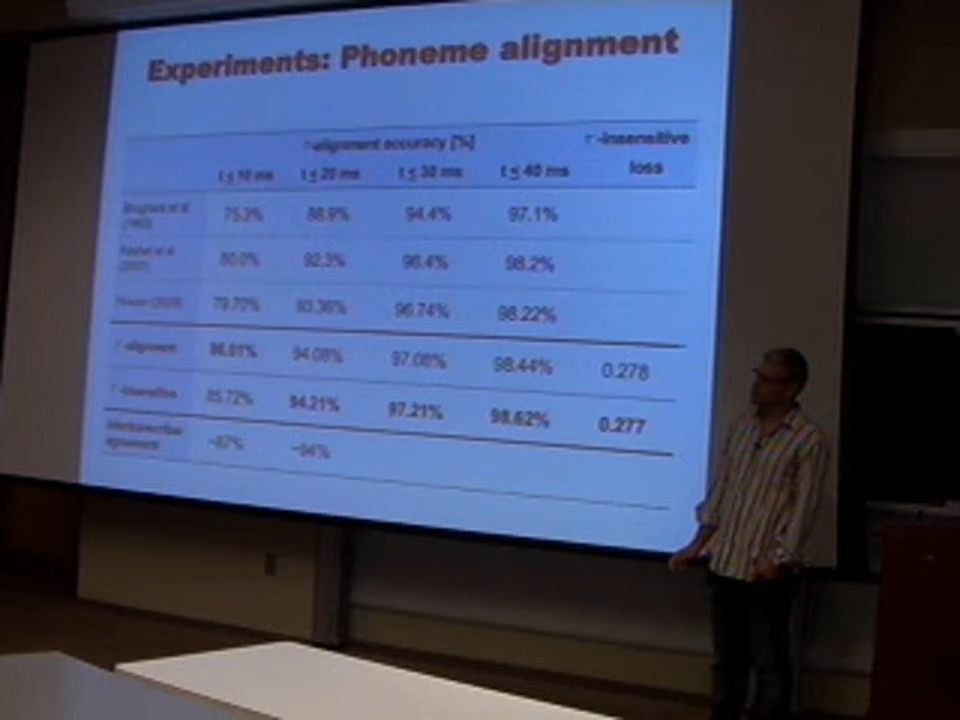 Experiments: Phoneme alignment
τ-alignment accuracy [%] τ-insensitive
t ≤ 10 ms t ≤ 20 ms t ≤ 30 ms t ≤ 40 ms loss
75.3% 88.9% 94.4% 97.1%
80.0% 92.3% 96.4% 98.2%
79.70% 93.36% 96.74% 98.22%
τ-alignment 86.01% 94.08% 97.08% 98.44% 0.278
τ-insensitive 85.72% 94.21% 97.21% 98.62% 0.277
agreement ~87% ~94%